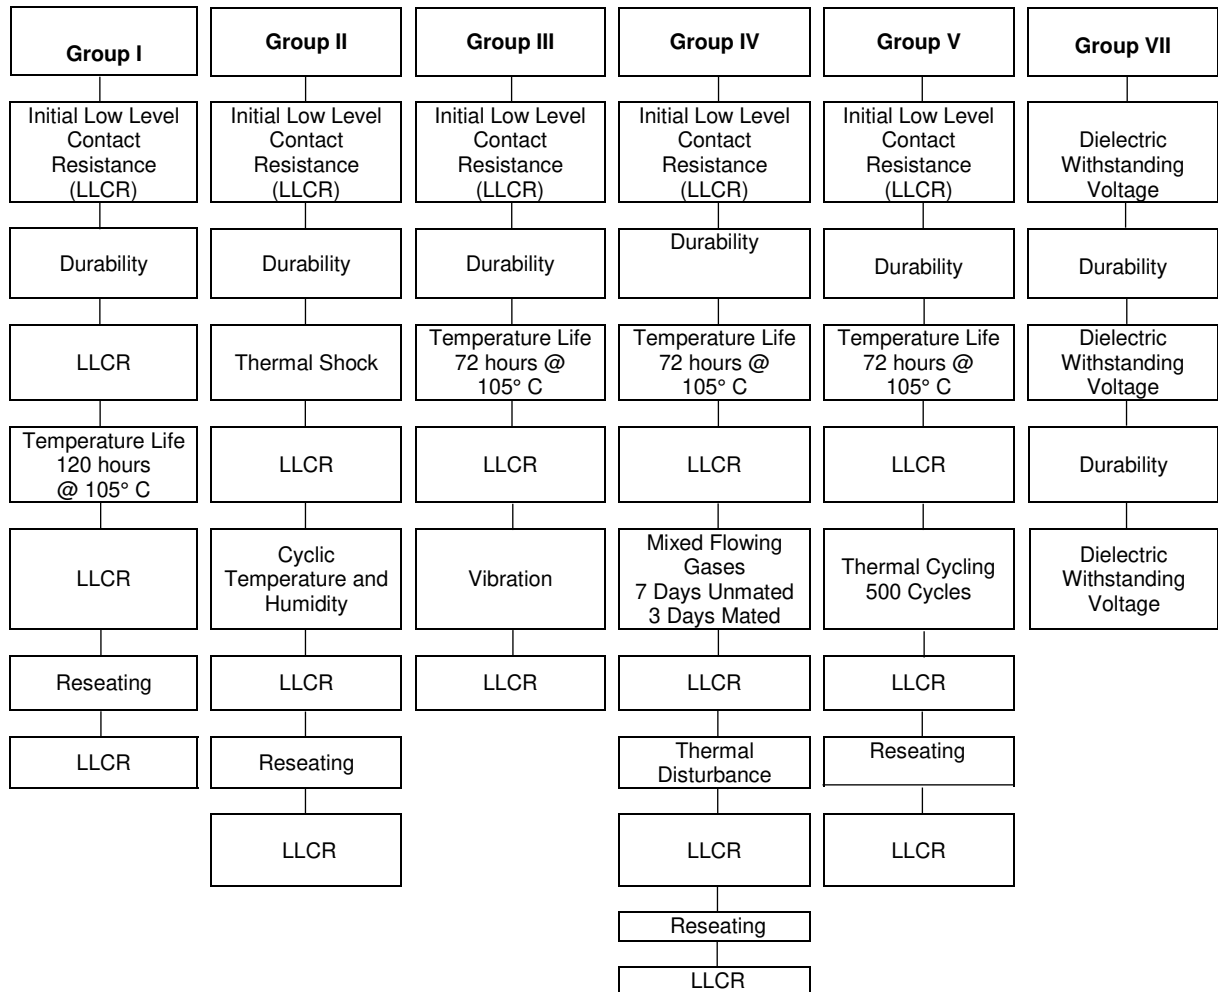 Group I
Initial Low Level
Contact
Resistance
(LLCR)
Durability
LLCR
Temperature Life
120 hours
@ 105° C
LLCR
Reseating
LLCR
Group II
Initial Low Level
Contact
Resistance
(LLCR)
Durability
Thermal Shock
LLCR
Cyclic
Temperature and
Humidity
LLCR
Reseating
LLCR
Group III
Initial Low Level
Contact
Resistance
(LLCR)
Durability
Temperature Life
72 hours @
105° C
LLCR
Vibration
LLCR
Group IV
Initial Low Level
Contact
Resistance
(LLCR)
Durability
Temperature Life
72 hours @
105° C
LLCR
Mixed Flowing
Gases
7 Days Unmated
3 Days Mated
LLCR
Thermal
Disturbance
LLCR
Reseating
LLCR
Group V
Initial Low Level
Contact
Resistance
(LLCR)
Durability
Temperature Life
72 hours @
105° C
LLCR
Thermal Cycling
500 Cycles
LLCR
Reseating
LLCR
Group VII
Dielectric
Withstanding
Voltage
Durability
Dielectric
Withstanding
Voltage
Durability
Dielectric
Withstanding
Voltage